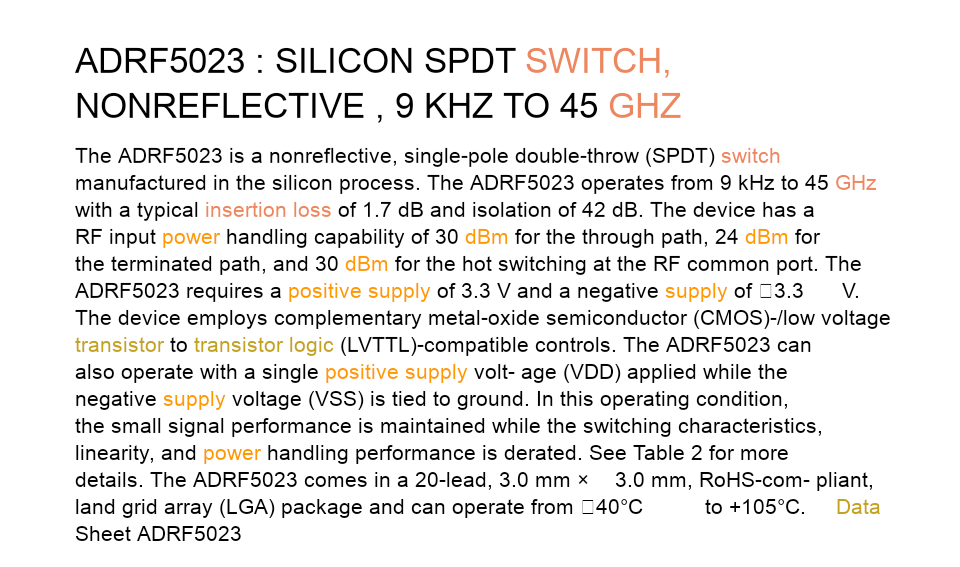 ADRF5023 : SILICON SPDT SWITCH,
NONREFLECTIVE , 9 KHZ TO 45 GHZ
The ADRF5023 is a nonreflective, single-pole double-throw (SPDT) switch
manufactured in the silicon process. The ADRF5023 operates from 9 kHz to 45 GHz
with a typical insertion loss of 1.7 dB and isolation of 42 dB. The device has a
RF input power handling capability of 30 dBm for the through path, 24 dBm for
the terminated path, and 30 dBm for the hot switching at the RF common port. The
ADRF5023 requires a positive supply of 3.3 V and a negative supply of □3.3 V.
The device employs complementary metal-oxide semiconductor (CMOS)-/low voltage
transistor to transistor logic (LVTTL)-compatible controls. The ADRF5023 can
also operate with a single positive supply volt- age (VDD) applied while the
negative supply voltage (VSS) is tied to ground. In this operating condition,
the small signal performance is maintained while the switching characteristics,
linearity, and power handling performance is derated. See Table 2 for more
details. The ADRF5023 comes in a 20-lead, 3.0 mm × 3.0 mm, RoHS-com- pliant,
land grid array (LGA) package and can operate from □40°C to +105°C. Data
Sheet ADRF5023